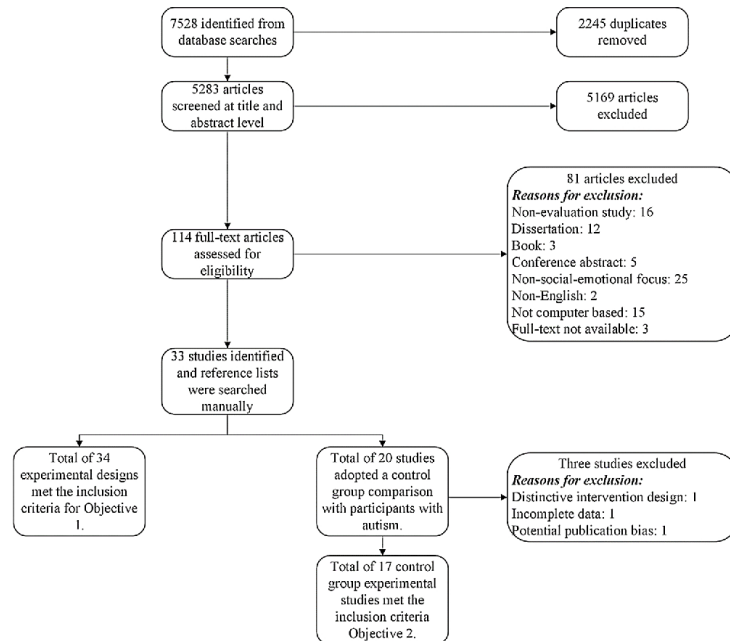 7528 identified from
database searches
2245 duplicates
removed
5283 articles
screened at title and
abstract level
5169 articles
excluded
81 articles excluded
Reasons for exclusion:
Non-evaluation study: 16
Dissertation: 12
Book: 3
Conference abstract: 5
Non-social-emotional focus: 25
Non-English: 2
Not computer based: 15
Full-text not available: 3
114 full-text articles
assessed for
eligibility
33 studies identified
and reference lists
were searched
manually
Total of 34
experimental designs
met the inclusion
criteria for Objective
1.
Total of 20 studies
adopted a control
group comparison
with participants with
autism.
Three studies excluded
Reasons for exclusion:
Distinctive intervention design: 1
Incomplete data: 1
Potential publication bias: 1
Total of 17 control
group experimental
studies met the
inclusion criteria
Objective 2.